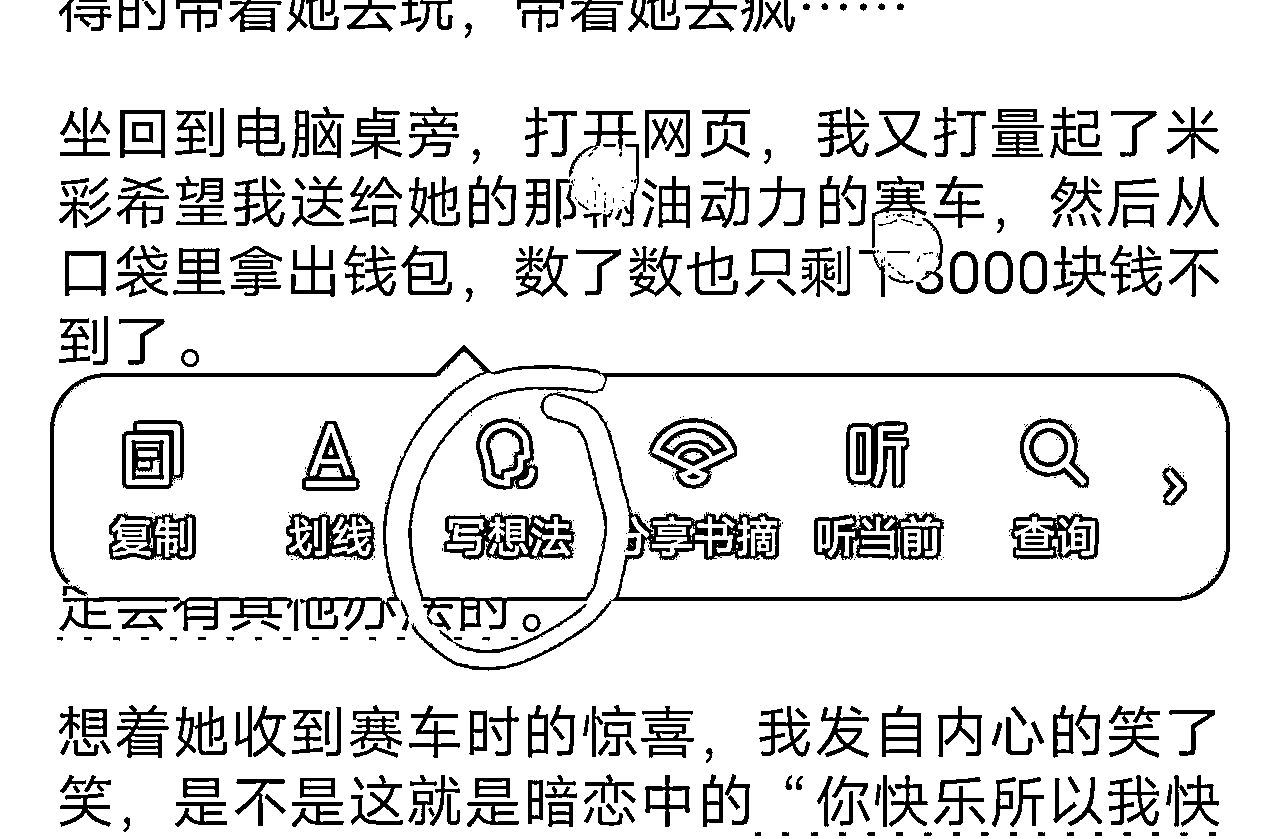 得的带着她去玩，带着她去疯……
坐回到电脑桌旁，打开网页，我又打量起了米
彩希望我送给她的那辆油动力的赛车，然后从
口袋里拿出钱包，数了数也只剩下3000块钱不
到了。
复制 划线 写想法 分享书摘 听当前 查询
定会有其他办法的。
想着她收到赛车时的惊喜，我发自内心的笑了
笑，是不是这就是暗恋中的“你快乐所以我快